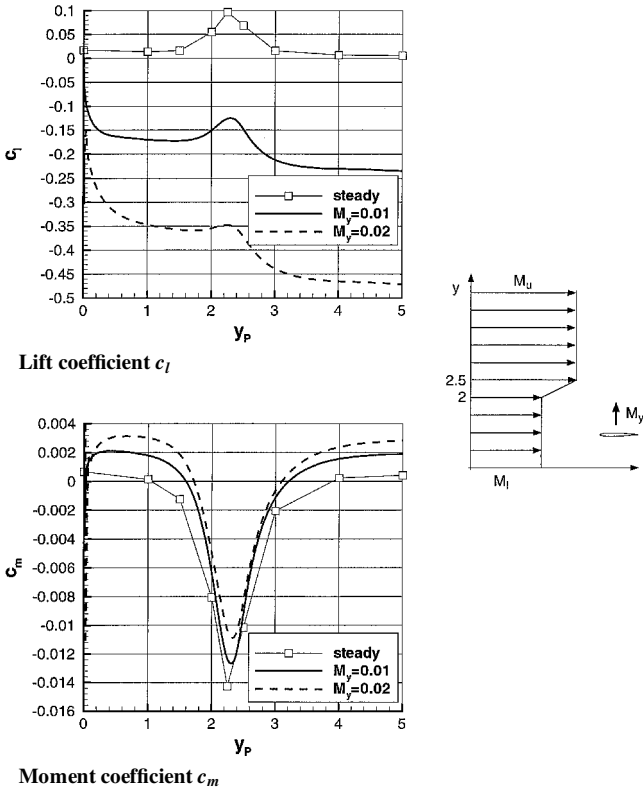 0.1
0.05
0
-0.05
-0.1
-0.15
-0.2
-0.25
-0.3
-0.35
-0.4
-0.45
-0.5
c_l
steady
M_y=0.01
M_y=0.02
0 1 2 3 4 5
y_P
Lift coefficient c_l
0.004
0.002
0
-0.002
-0.004
-0.006
-0.008
-0.01
-0.012
-0.014
-0.016
c_m
steady
M_y=0.01
M_y=0.02
0 1 2 3 4 5
y_P
Moment coefficient c_m
y
M_u
2.5
2
M_y
M_l